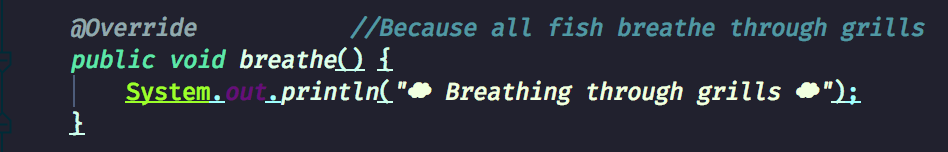 @Override //Because all fish breathe through grills
public void breathe() {
System.out.println("💭 Breathing through grills 💭");
}